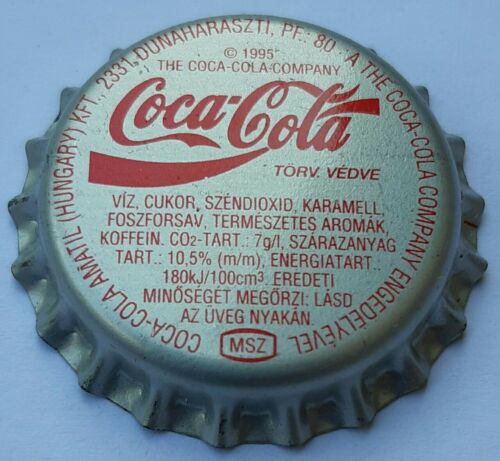 COCA-COLA AMATIL (HUNGARY) KFT., 2331 DUNAHARASZTI, PF.: 80 A THE COCA-COLA COMPANY ENGEDÉLYÉVEL
© 1995
THE COCA-COLA COMPANY
Coca-Cola
TÖRV. VÉDVE
VÍZ, CUKOR, SZÉNDIOXID, KARAMELL,
FOSZFORSAV, TERMÉSZETES AROMÁK,
KOFFEIN. CO2-TART.: 7g/l, SZÁRAZANYAG
TART.: 10,5% (m/m), ENERGIATART.:
180kJ/100cm³. EREDETI
MINŐSÉGÉT MEGŐRZI: LÁSD
AZ ÜVEG NYAKÁN.
MSZ